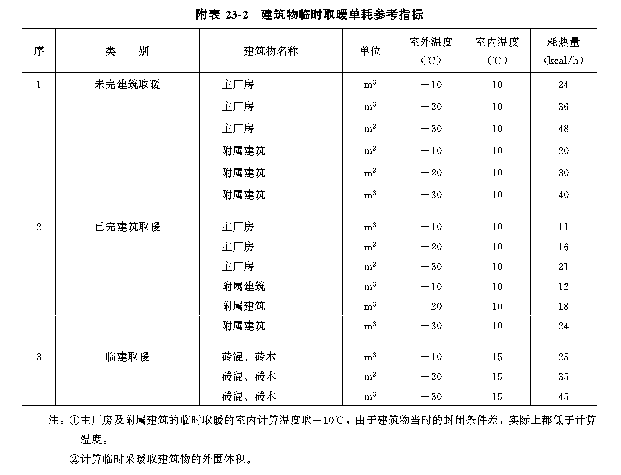 附表 23-2 建筑物临时取暖单耗参考指标
序 类 别 建筑物名称 单位 室外温度(℃) 室内温度(℃) 耗热量(kcal/h)
1 未完建筑取暖 主厂房 m³ －10 10 24
主厂房 m³ －20 10 36
主厂房 m³ －30 10 48
附属建筑 m³ －10 10 20
附属建筑 m³ －20 10 30
附属建筑 m³ －30 10 40
2 已完建筑取暖 主厂房 m³ －10 10 11
主厂房 m³ －20 10 16
主厂房 m³ －30 10 21
附属建筑 m³ －10 10 12
附属建筑 m³ 20 10 18
附属建筑 m³ －30 10 24
3 临建取暖 砖混、砖木 m³ －10 15 25
砖混、砖木 m³ －20 15 35
砖混、砖木 m³ －30 15 45
注：①主厂房及附属建筑的临时取暖的室内计算温度取＋10℃，由于建筑物当时的封闭条件差，实际上都低于计算
温度。
②计算临时采暖取建筑物的外围体积。